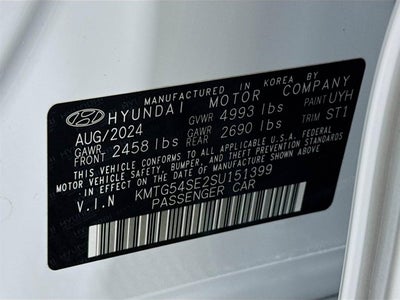 MANUFACTURED IN KOREA BY
HYUNDAI MOTOR COMPANY
AUG/2024 GVWR 4993 lbs PAINT UYH
GAWR FRONT 2458 lbs GAWR REAR 2690 lbs TRIM ST1
THIS VEHICLE CONFORMS TO ALL APPLICABLE U.S.A. FEDERAL
MOTOR VEHICLE SAFETY, BUMPER, AND THEFT PREVENTION
STANDARDS IN EFFECT ON THE DATE OF MANUFACTURE
SHOWN ABOVE.
V.I.N KMTG54SE2SU151399
PASSENGER CAR